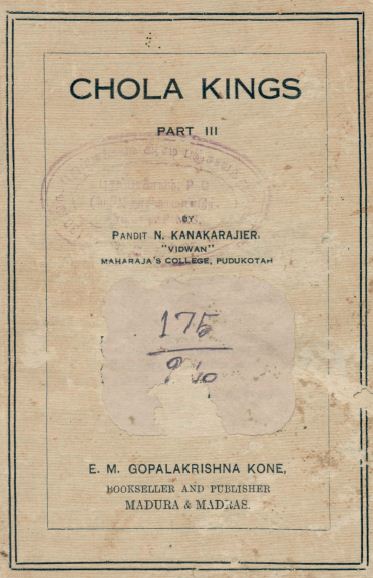 CHOLA KINGS
PART III
BY
PANDIT N. KANAKARAJIER,
"VIDWAN"
MAHARAJA'S COLLEGE, PUDUKOTAH
175
E. M. GOPALAKRISHNA KONE,
BOOKSELLER AND PUBLISHER
MADURA & MADRAS.